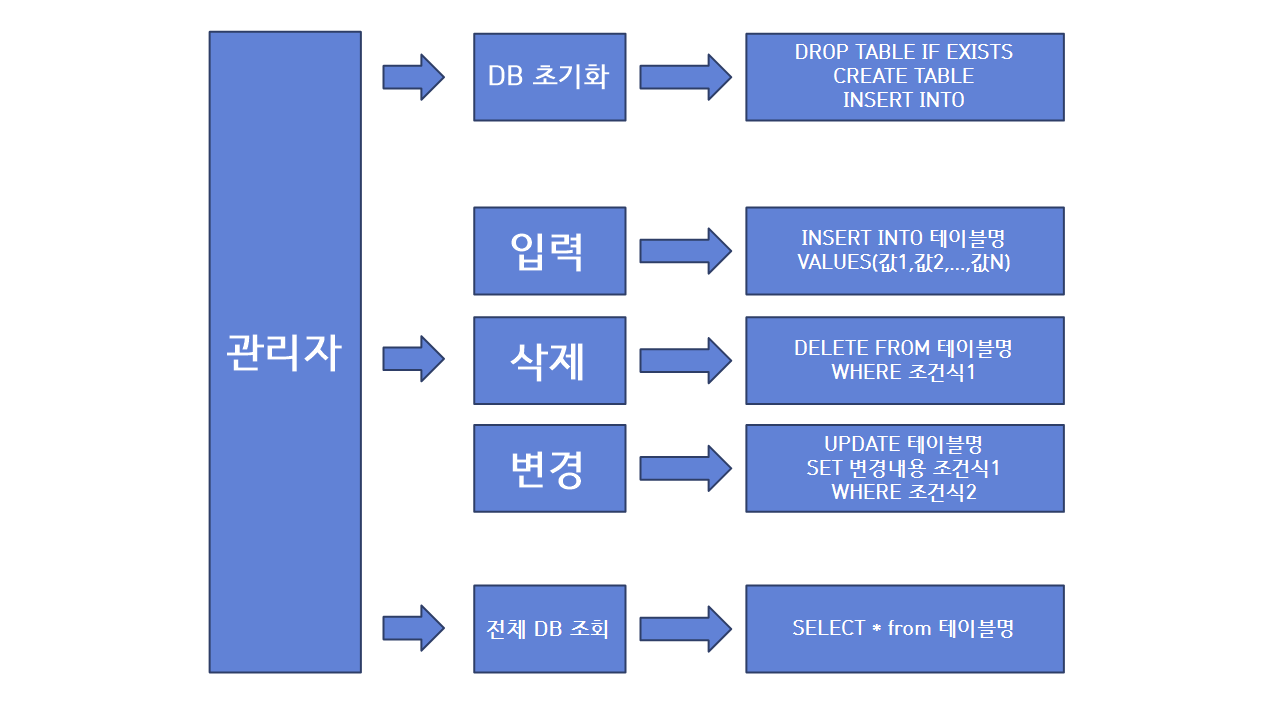 관리자
DB 초기화
DROP TABLE IF EXISTS
CREATE TABLE
INSERT INTO
입력
INSERT INTO 테이블명
VALUES(값1,값2,...,값N)
삭제
DELETE FROM 테이블명
WHERE 조건식1
변경
UPDATE 테이블명
SET 변경내용 조건식1
WHERE 조건식2
전체 DB 조회
SELECT * from 테이블명